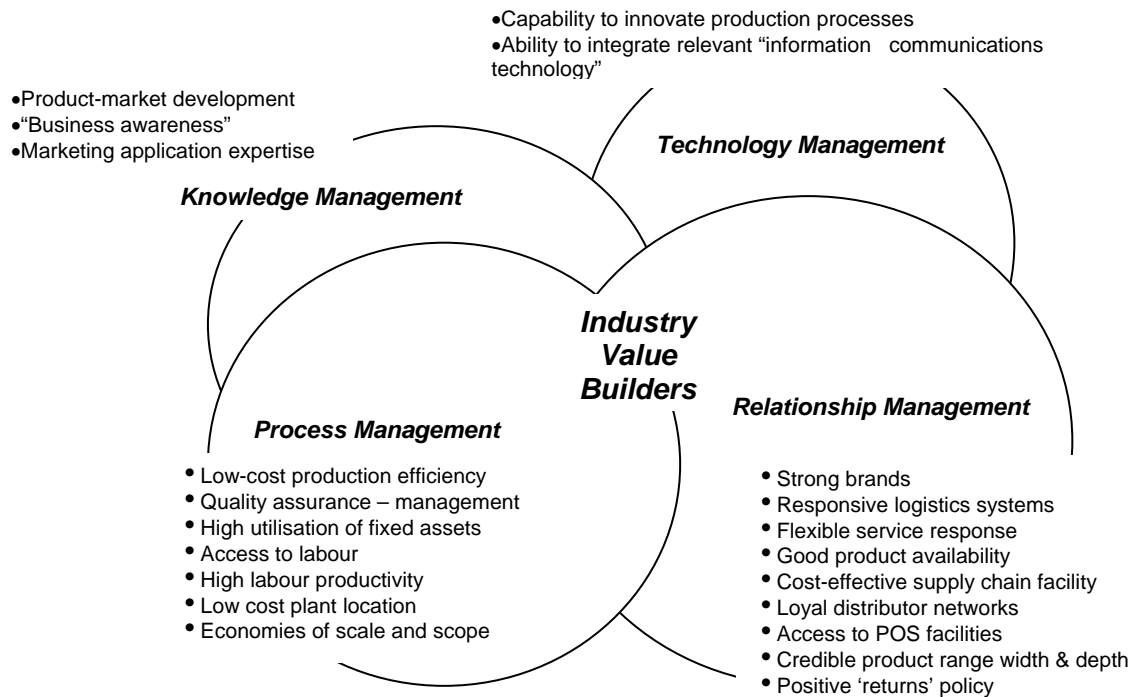 •Capability to innovate production processes
•Ability to integrate relevant “information communications
technology”
•Product-market development
•“Business awareness”
•Marketing application expertise
Technology Management
Knowledge Management
Industry
Value
Builders
Process Management
• Low-cost production efficiency
• Quality assurance – management
• High utilisation of fixed assets
• Access to labour
• High labour productivity
• Low cost plant location
• Economies of scale and scope
Relationship Management
• Strong brands
• Responsive logistics systems
• Flexible service response
• Good product availability
• Cost-effective supply chain facility
• Loyal distributor networks
• Access to POS facilities
• Credible product range width & depth
• Positive ‘returns’ policy